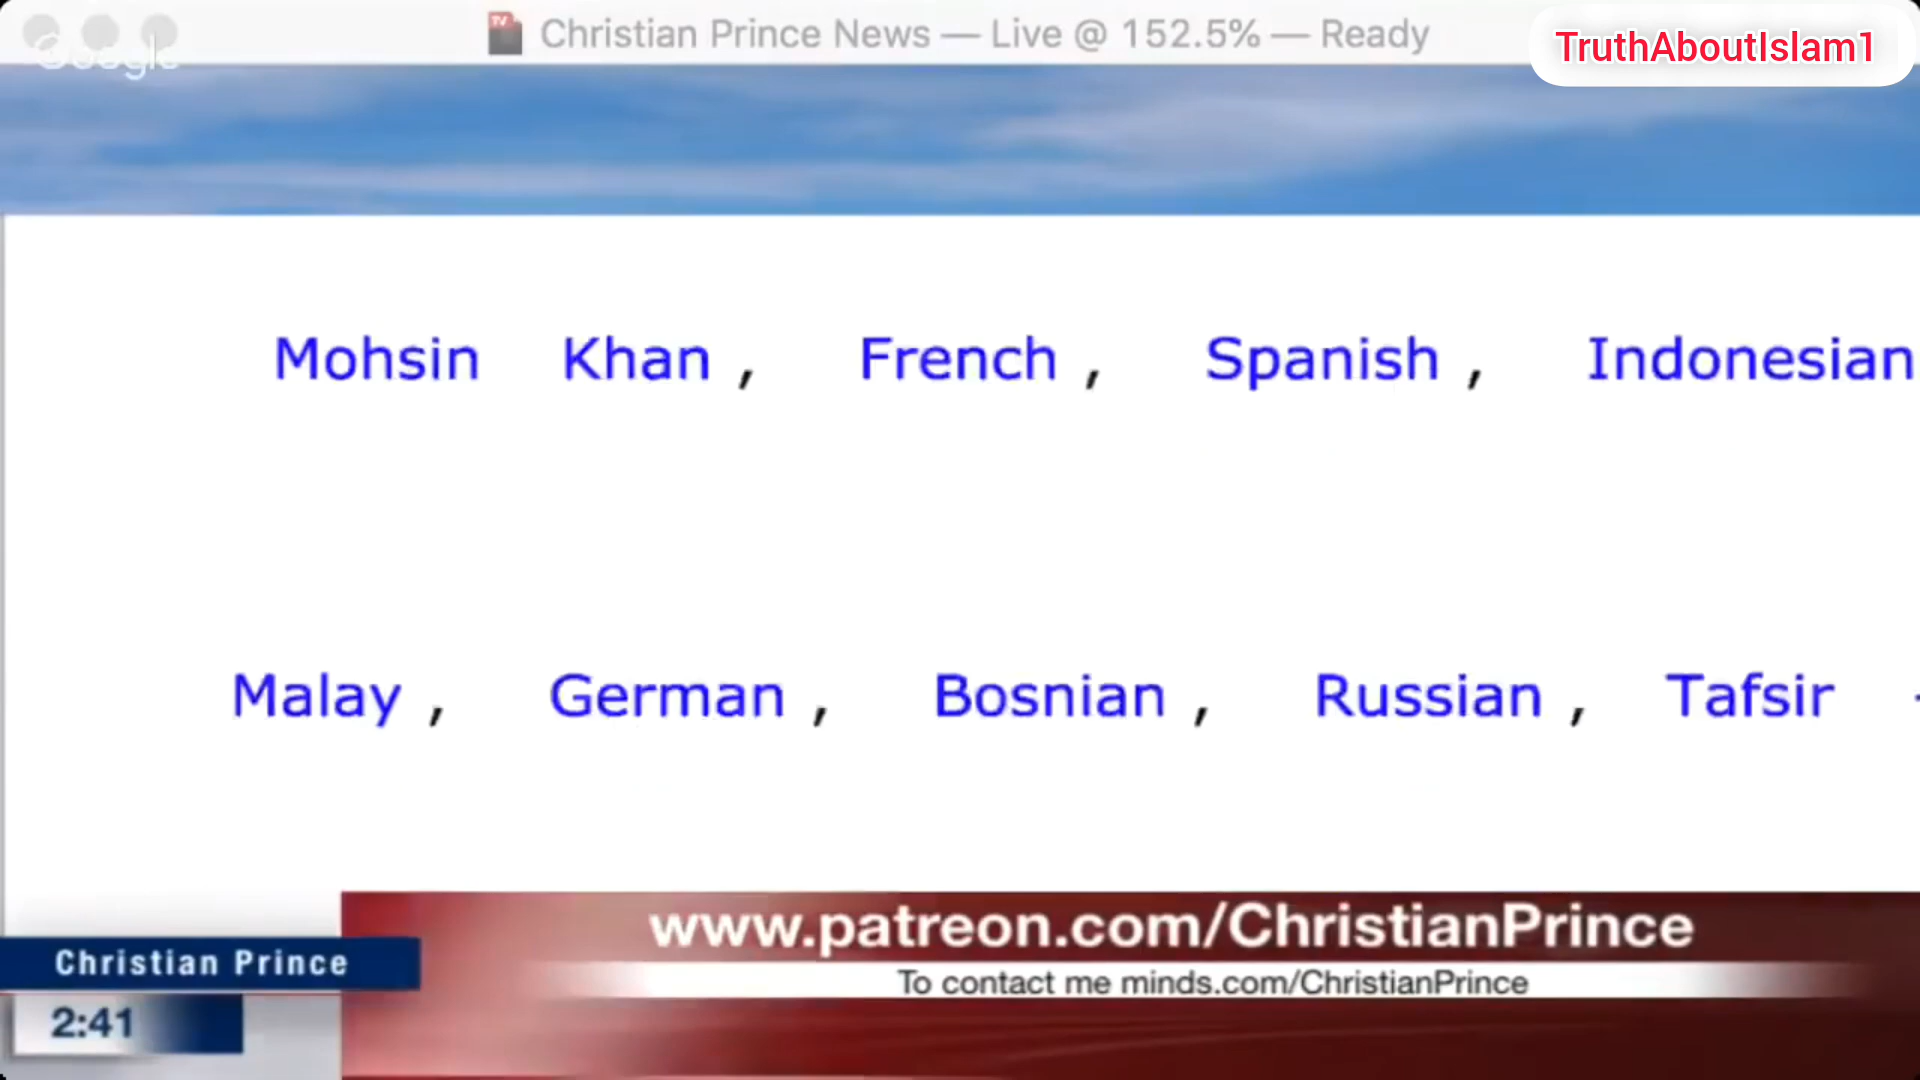 Christian Prince News — Live @ 152.5% — Ready
Google
TruthAboutIslam1
Mohsin Khan , French , Spanish , Indonesian
Malay , German , Bosnian , Russian , Tafsir -
www.patreon.com/ChristianPrince
To contact me minds.com/ChristianPrince
Christian Prince
2:41